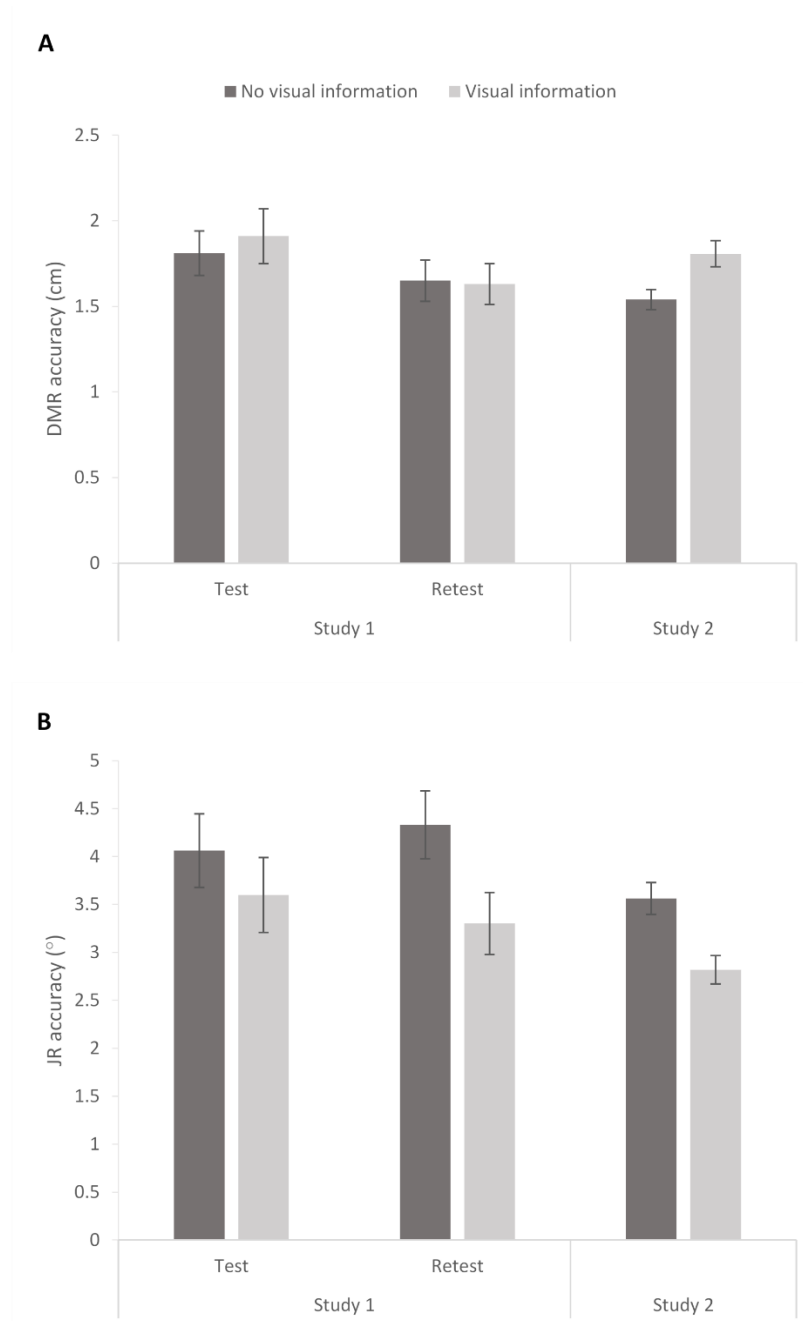 A
No visual information Visual information
2.5
2
1.5
1
0.5
0
DMR accuracy (cm)
Test Retest
Study 1 Study 2
B
5
4.5
4
3.5
3
2.5
2
1.5
1
0.5
0
JR accuracy (°)
Test Retest
Study 1 Study 2